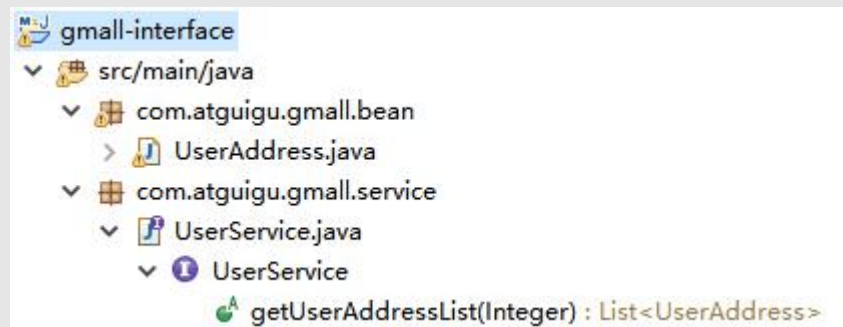 gmall-interface
src/main/java
com.atguigu.gmall.bean
UserAddress.java
com.atguigu.gmall.service
UserService.java
UserService
getUserAddressList(Integer) : List<UserAddress>